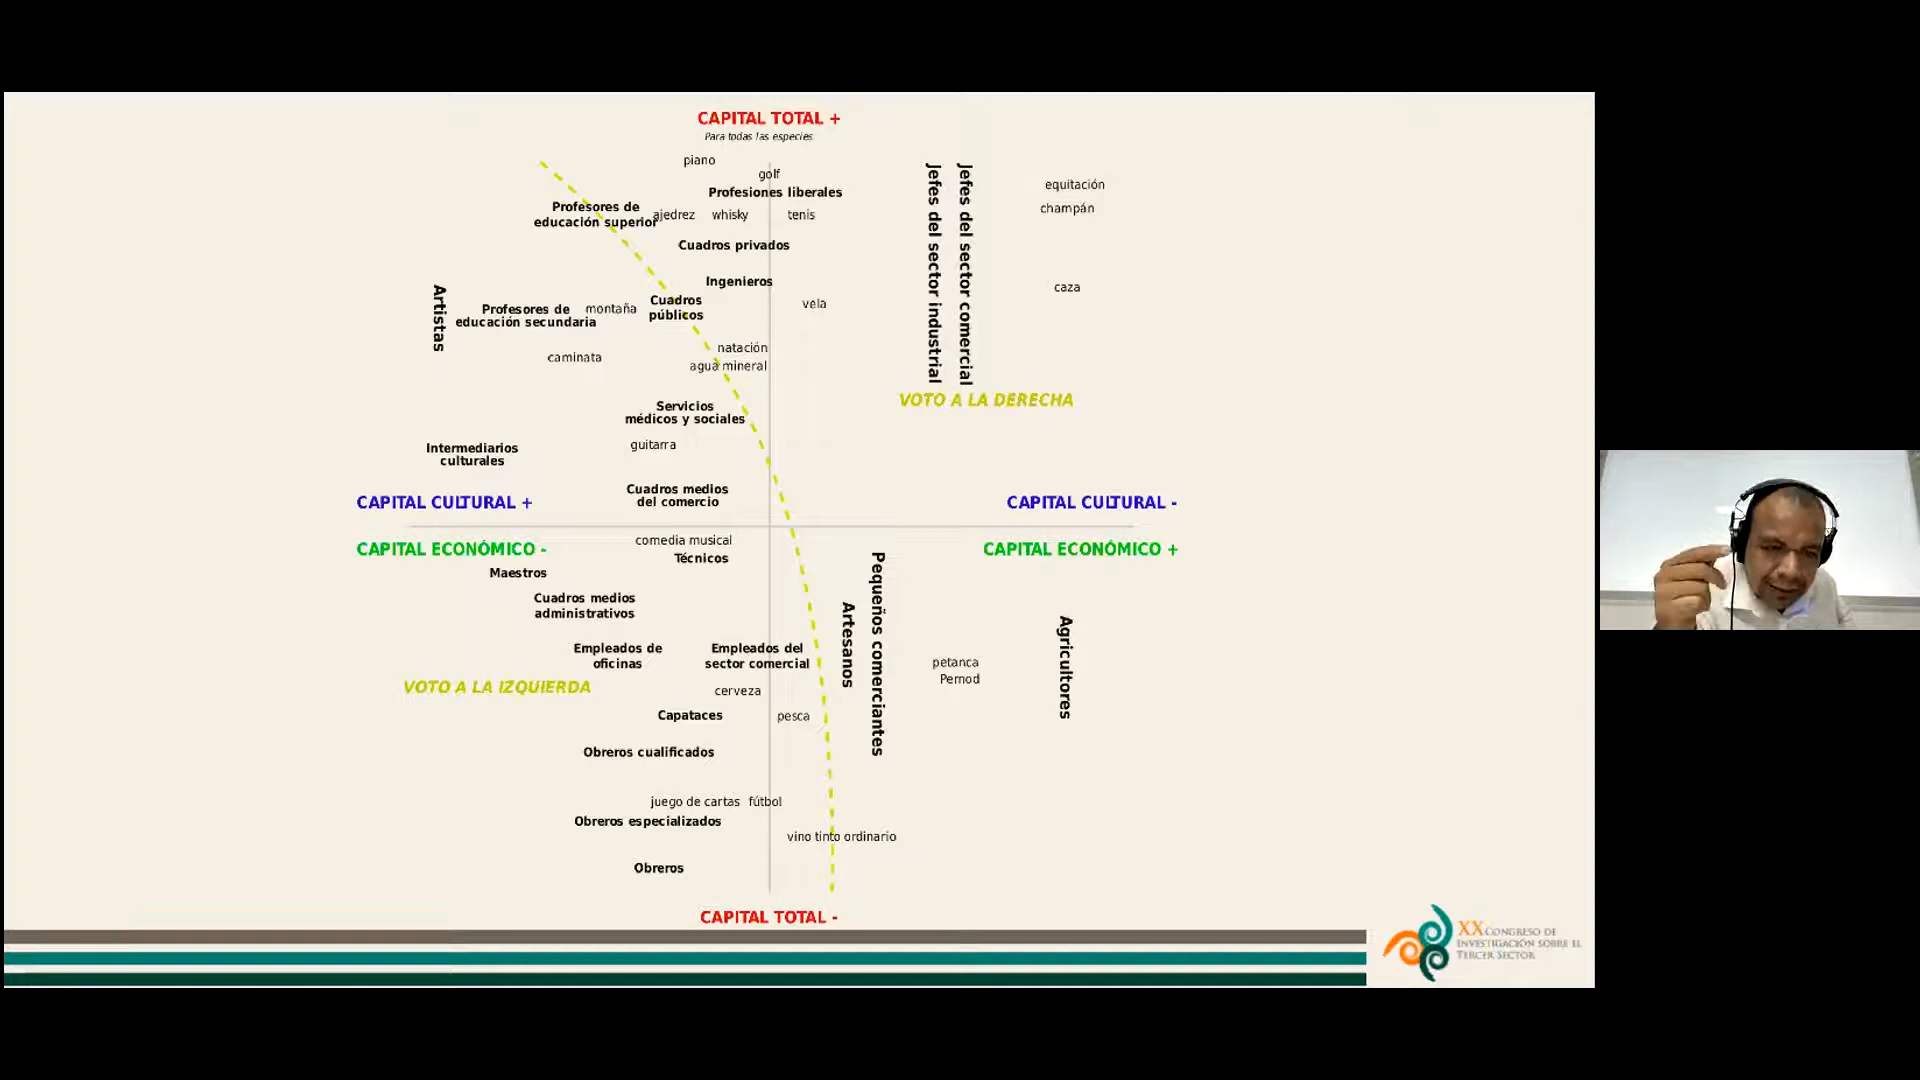 CAPITAL TOTAL +
Para todas las especies
piano
golf
Profesiones liberales
equitación
Profesores de
educación superior
ajedrez
whisky
tenis
champán
Jefes del sector industrial
Jefes del sector comercial
Cuadros privados
Ingenieros
caza
Artistas
Profesores de
educación secundaria
montaña
Cuadros
públicos
vela
natación
caminata
agua mineral
VOTO A LA DERECHA
Servicios
médicos y sociales
guitarra
Intermediarios
culturales
Cuadros medios
del comercio
CAPITAL CULTURAL +
CAPITAL CULTURAL -
CAPITAL ECONÓMICO -
comedia musical
CAPITAL ECONÓMICO +
Técnicos
Maestros
Cuadros medios
administrativos
Artesanos
Pequeños comerciantes
Agricultores
Empleados de
oficinas
Empleados del
sector comercial
petanca
Pernod
VOTO A LA IZQUIERDA
cerveza
Capataces
pesca
Obreros cualificados
juego de cartas
fútbol
Obreros especializados
vino tinto ordinario
Obreros
CAPITAL TOTAL -
XX CONGRESO DE
INVESTIGACIÓN SOBRE EL
TERCER SECTOR